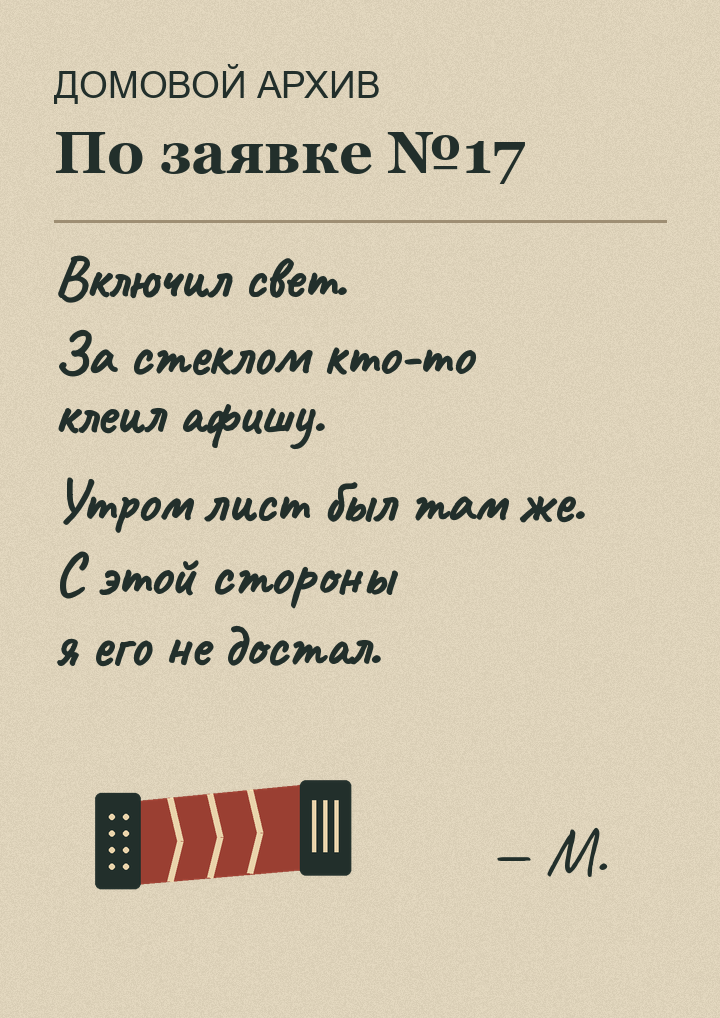 ДОМОВОЙ АРХИВ
По заявке №17
Включил свет.
За стеклом кто-то
клеил афишу.
Утром лист был там же.
С этой стороны
я его не достал.
– М.